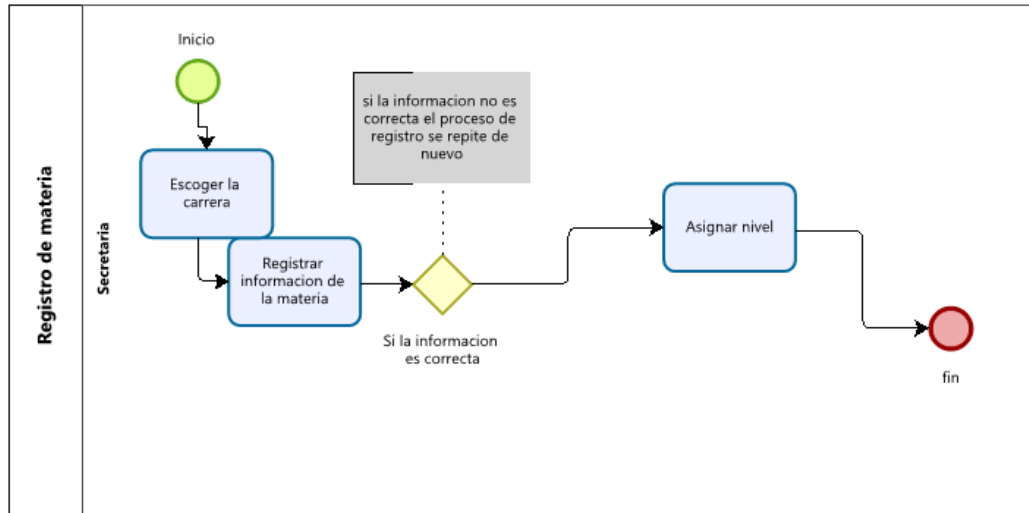 Registro de materia
Secretaria
Inicio
Escoger la
carrera
Registrar
informacion de
la materia
si la informacion no es
correcta el proceso de
registro se repite de
nuevo
Si la informacion
es correcta
Asignar nivel
fin